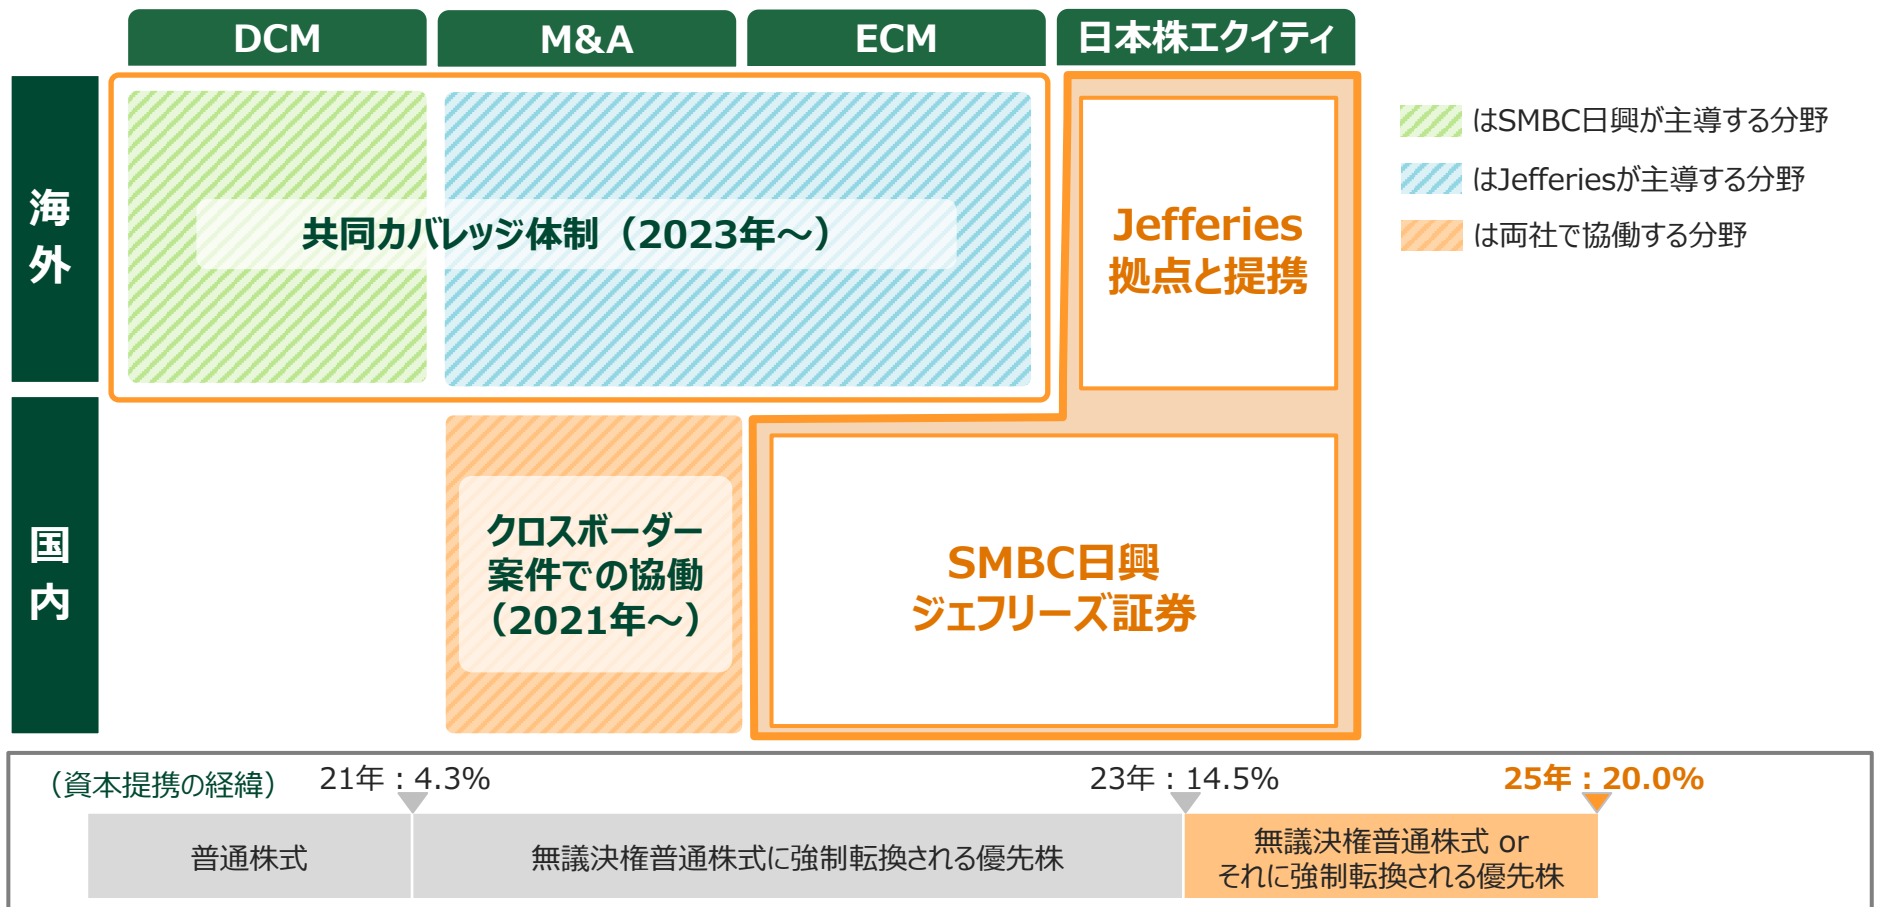 DCM
M&A
ECM
日本株エクイティ
海外
共同カバレッジ体制（2023年～）
Jefferies
拠点と提携
はSMBC日興が主導する分野
はJefferiesが主導する分野
は両社で協働する分野
国内
クロスボーダー
案件での協働
（2021年～）
SMBC日興
ジェフリーズ証券
（資本提携の経緯）
21年：4.3%
23年：14.5%
25年：20.0%
普通株式
無議決権普通株式に強制転換される優先株
無議決権普通株式 or
それに強制転換される優先株